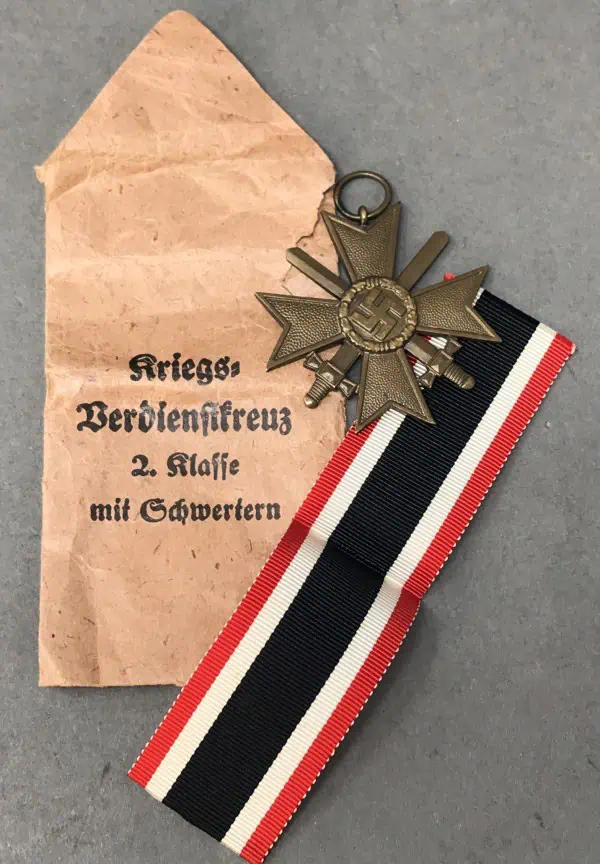 Kriegs-
Verdienstkreuz
2. Klasse
mit Schwertern